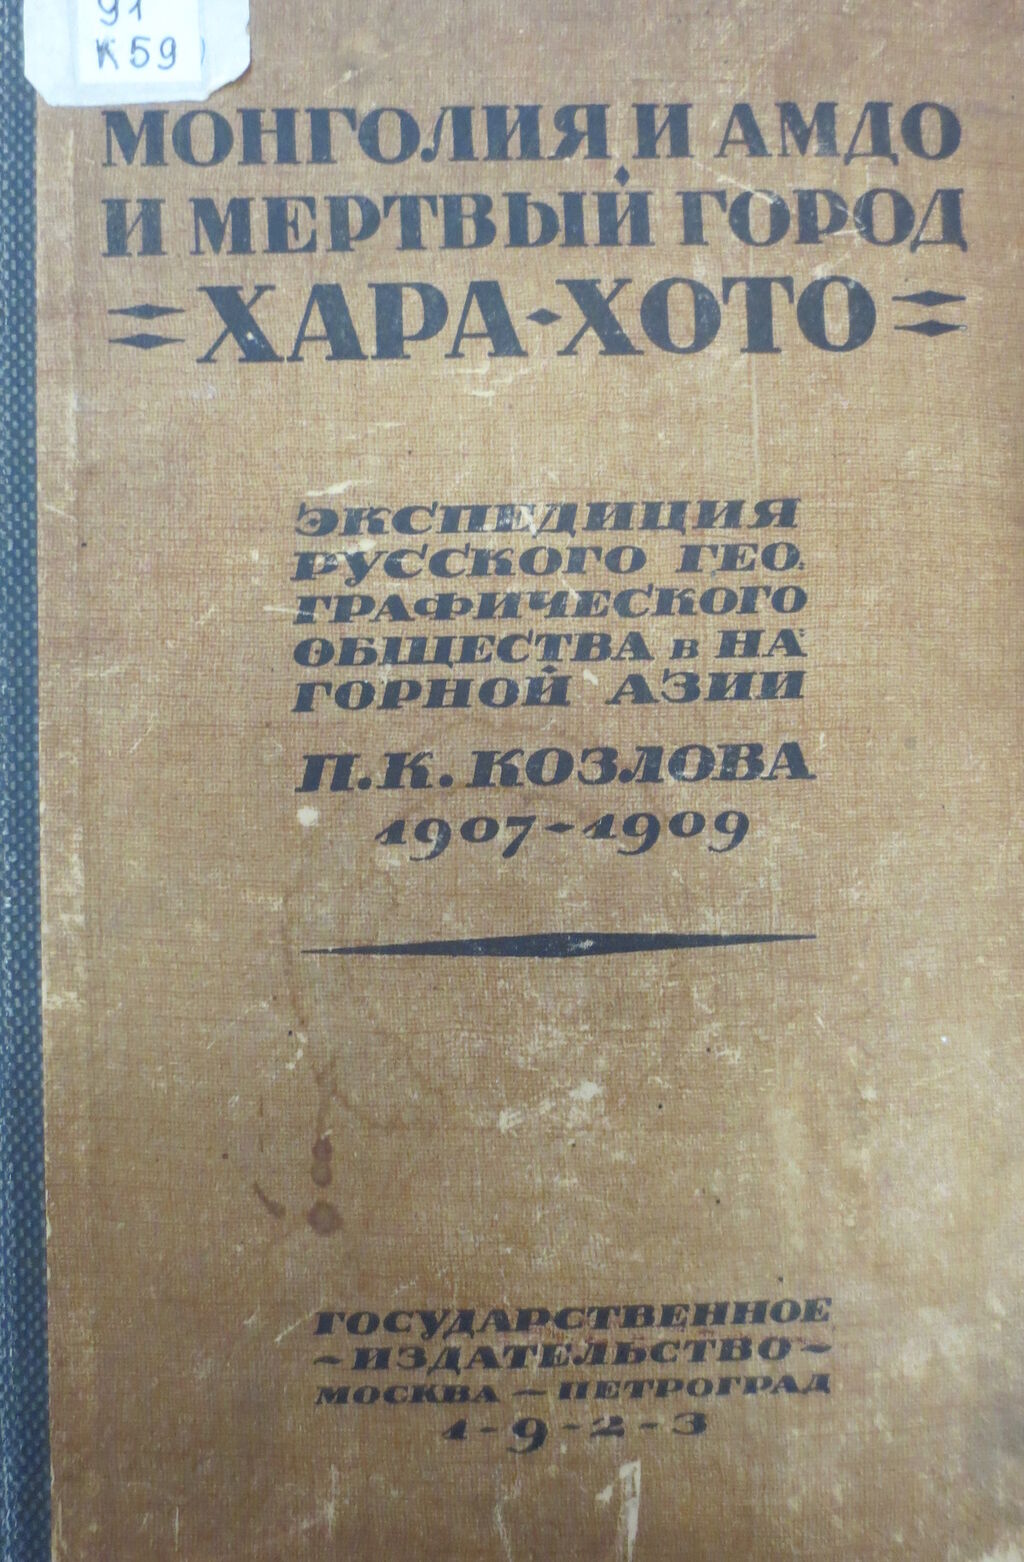 91
К59
МОНГОЛИЯ И АМДО
И МЕРТВЫЙ ГОРОД
ХАРА-ХОТО
ЭКСПЕДИЦИЯ
РУССКОГО ГЕО-
ГРАФИЧЕСКОГО
ОБЩЕСТВА в НА-
ГОРНОЙ АЗИИ
П. К. КОЗЛОВА
1907-1909
ГОСУДАРСТВЕННОЕ
-ИЗДАТЕЛЬСТВО-
МОСКВА - ПЕТРОГРАД
1-9-2-3